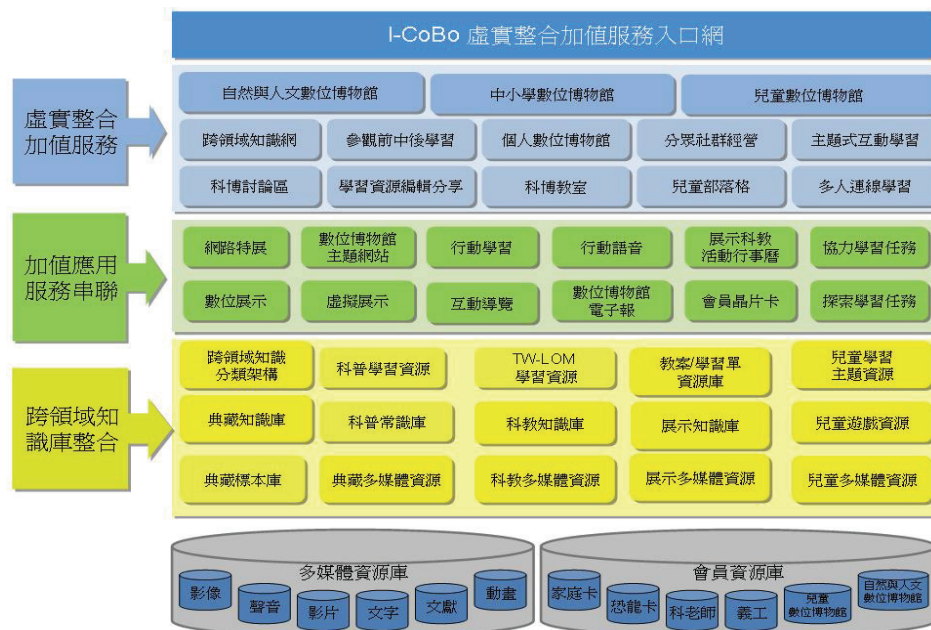 I-CoBo 虛實整合加值服務入口網
虛實整合
加值服務
自然與人文數位博物館
中小學數位博物館
兒童數位博物館
跨領域知識網
參觀前中後學習
個人數位博物館
分眾社群經營
主題式互動學習
科博討論區
學習資源編輯分享
科博教室
兒童部落格
多人連線學習
加值應用
服務串聯
網路特展
數位博物館
主題網站
行動學習
行動語音
展示科教
活動行事曆
協力學習任務
數位展示
虛擬展示
互動導覽
數位博物館
電子報
會員晶片卡
探索學習任務
跨領域知
識庫整合
跨領域知識
分類架構
科普學習資源
TW-LOM
學習資源
教案/學習單
資源庫
兒童學習
主題資源
典藏知識庫
科普常識庫
科教知識庫
展示知識庫
兒童遊戲資源
典藏標本庫
典藏多媒體資源
科教多媒體資源
展示多媒體資源
兒童多媒體資源
多媒體資源庫
影像
聲音
影片
文字
文獻
動畫
會員資源庫
家庭卡
恐龍卡
科老師
義工
兒童
數位博物館
自然與人文
數位博物館